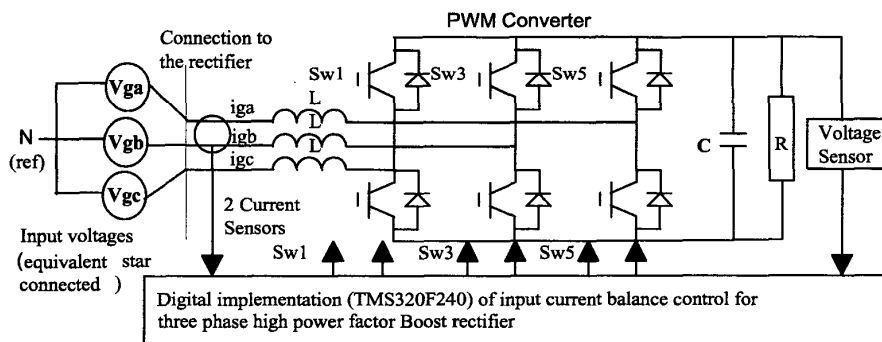 PWM Converter
Connection to
the rectifier
Sw1
Sw3
Sw5
Vga
iga
L
N
(ref)
Vgb
igb
L
Vgc
igc
L
C
R
Voltage
Sensor
2 Current
Sensors
Input voltages
(equivalent star
connected )
Sw1
Sw3
Sw5
Digital implementation (TMS320F240) of input current balance control for
three phase high power factor Boost rectifier